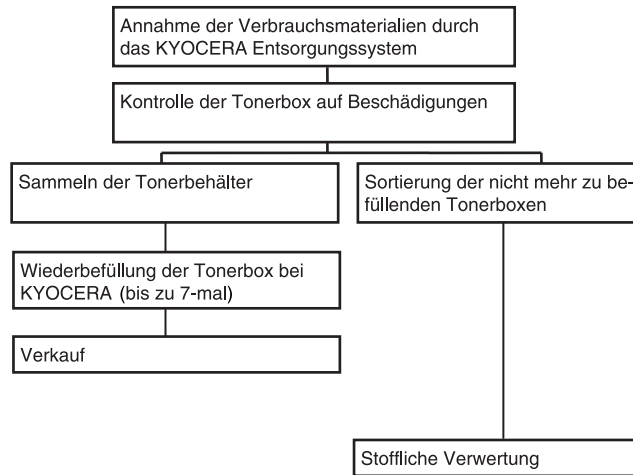 Annahme der Verbrauchsmaterialien durch
das KYOCERA Entsorgungssystem
Kontrolle der Tonerbox auf Beschädigungen
Sammeln der Tonerbehälter
Sortierung der nicht mehr zu be-
füllenden Tonerboxen
Wiederbefüllung der Tonerbox bei
KYOCERA (bis zu 7-mal)
Verkauf
Stoffliche Verwertung